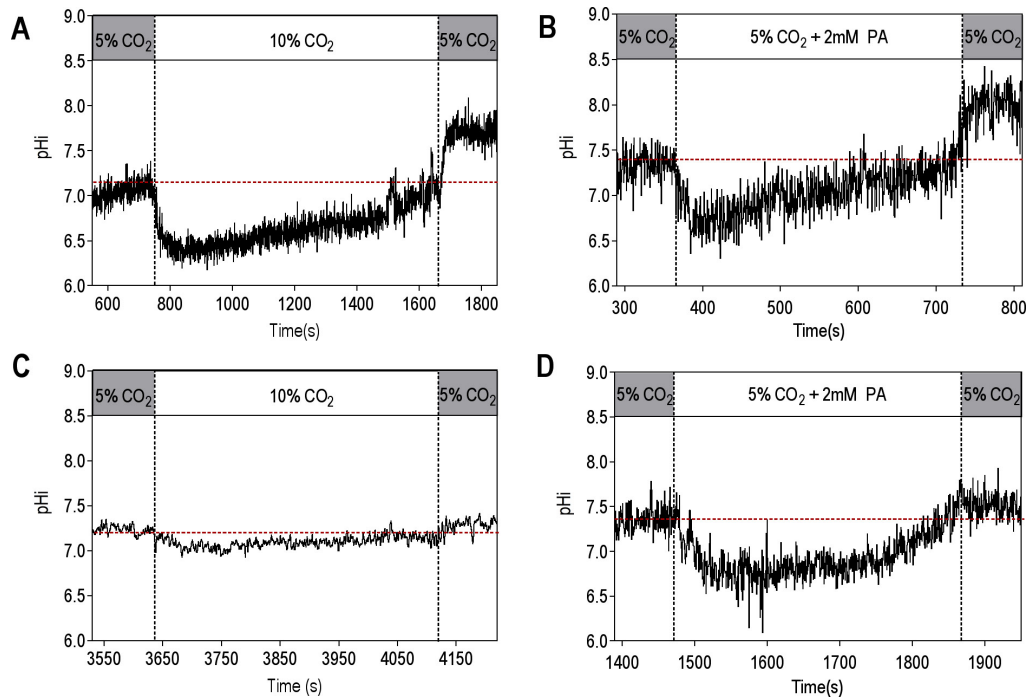 A
5% CO2
10% CO2
5% CO2
9.0
8.5
8.0
7.5
7.0
6.5
6.0
pHi
600 800 1000 1200 1400 1600 1800
Time(s)
B
5% CO2
5% CO2 + 2mM PA
5% CO2
9.0
8.5
8.0
7.5
7.0
6.5
6.0
pHi
300 400 500 600 700 800
Time(s)
C
5% CO2
10% CO2
5% CO2
9.0
8.5
8.0
7.5
7.0
6.5
6.0
pHi
3550 3650 3750 3850 3950 4050 4150
Time (s)
D
5% CO2
5% CO2 + 2mM PA
5% CO2
9.0
8.5
8.0
7.5
7.0
6.5
6.0
pHi
1400 1500 1600 1700 1800 1900
Time(s)